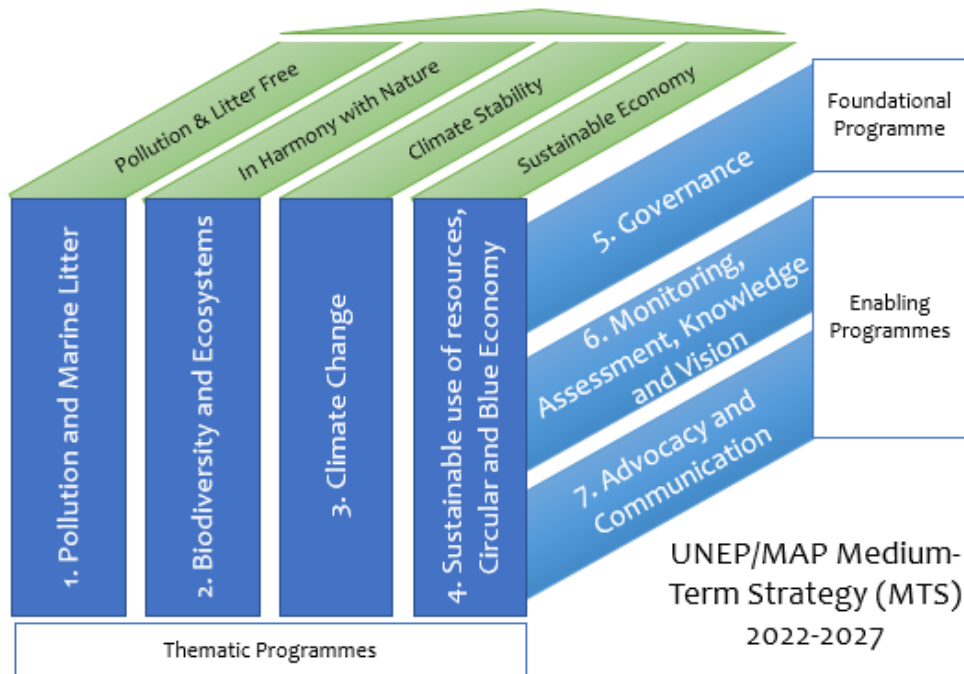 Pollution & Litter Free
In Harmony with Nature
Climate Stability
Sustainable Economy
1. Pollution and Marine Litter
2. Biodiversity and Ecosystems
3. Climate Change
4. Sustainable use of resources,
Circular and Blue Economy
5. Governance
6. Monitoring,
Assessment, Knowledge
and Vision
7. Advocacy and
Communication
Foundational
Programme
Enabling
Programmes
Thematic Programmes
UNEP/MAP Medium-
Term Strategy (MTS)
2022-2027